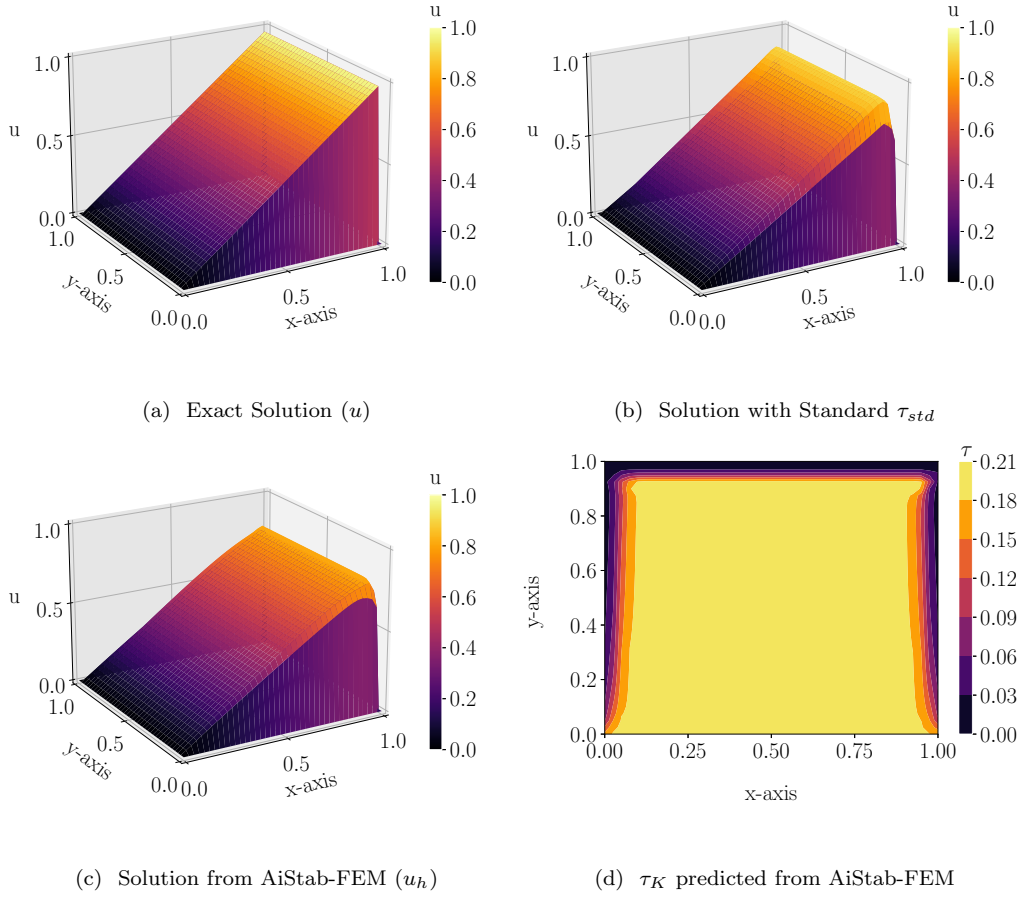 u
1.0
0.5
0.0
1.0
0.5
0.0
y-axis
0.0
0.5
1.0
x-axis
u
1.0
0.8
0.6
0.4
0.2
0.0
(a) Exact Solution (u)
u
1.0
0.5
0.0
1.0
0.5
0.0
y-axis
0.0
0.5
1.0
x-axis
u
1.0
0.8
0.6
0.4
0.2
0.0
(b) Solution with Standard τ_std
u
1.0
0.5
0.0
1.0
0.5
0.0
y-axis
0.0
0.5
1.0
x-axis
u
1.0
0.8
0.6
0.4
0.2
0.0
(c) Solution from AiStab-FEM (u_h)
y-axis
1.0
0.8
0.6
0.4
0.2
0.0
0.00 0.25 0.50 0.75 1.00
x-axis
τ
0.21
0.18
0.15
0.12
0.09
0.06
0.03
0.00
(d) τ_K predicted from AiStab-FEM